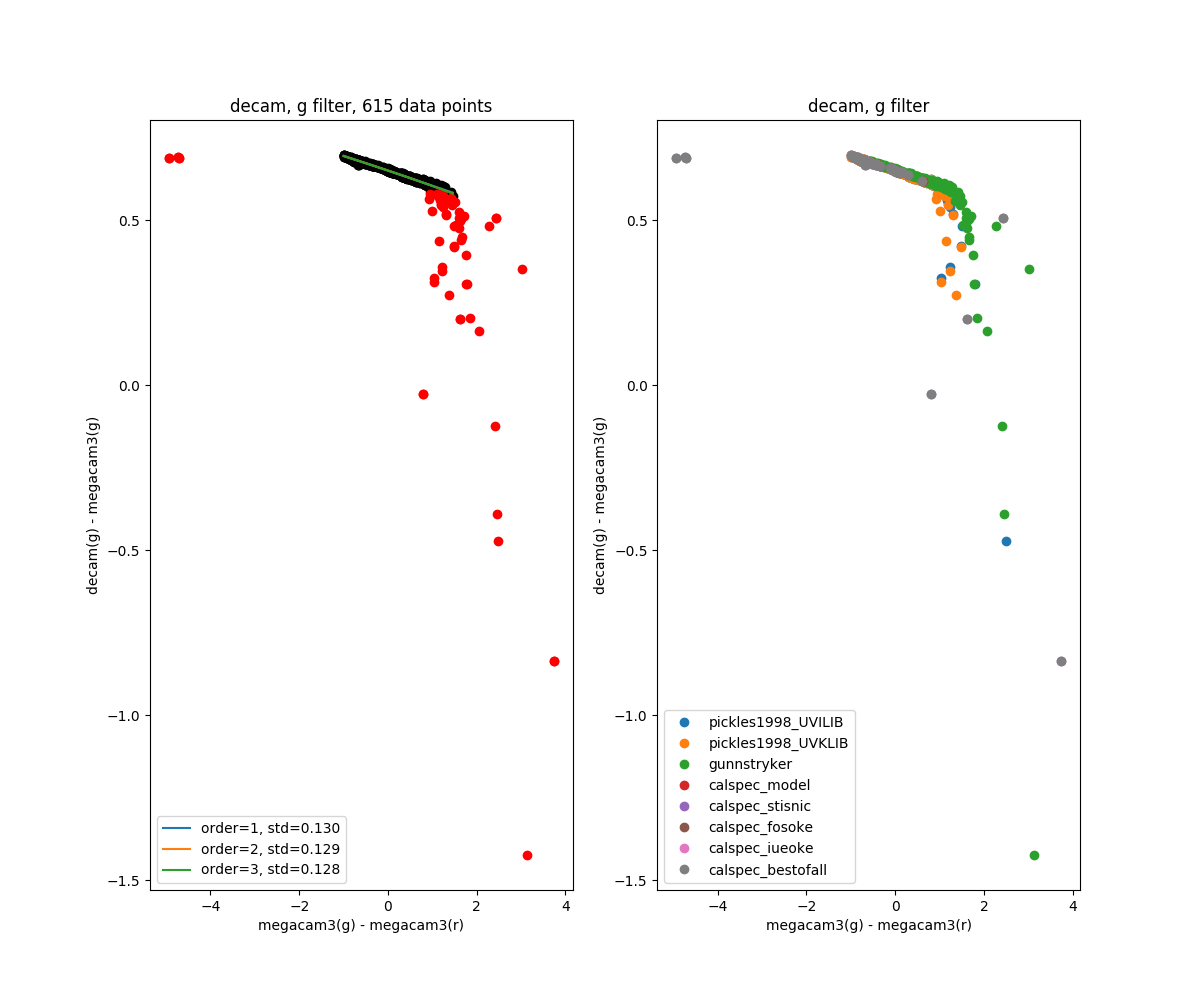 decam, g filter, 615 data points
0.5
0.0
−0.5
−1.0
−1.5
decam(g) - megacam3(g)
order=1, std=0.130
order=2, std=0.129
order=3, std=0.128
−4
−2
0
2
4
megacam3(g) - megacam3(r)
decam, g filter
0.5
0.0
−0.5
−1.0
−1.5
decam(g) - megacam3(g)
pickles1998_UVILIB
pickles1998_UVKLIB
gunnstryker
calspec_model
calspec_stisnic
calspec_fosoke
calspec_iueoke
calspec_bestofall
−4
−2
0
2
4
megacam3(g) - megacam3(r)